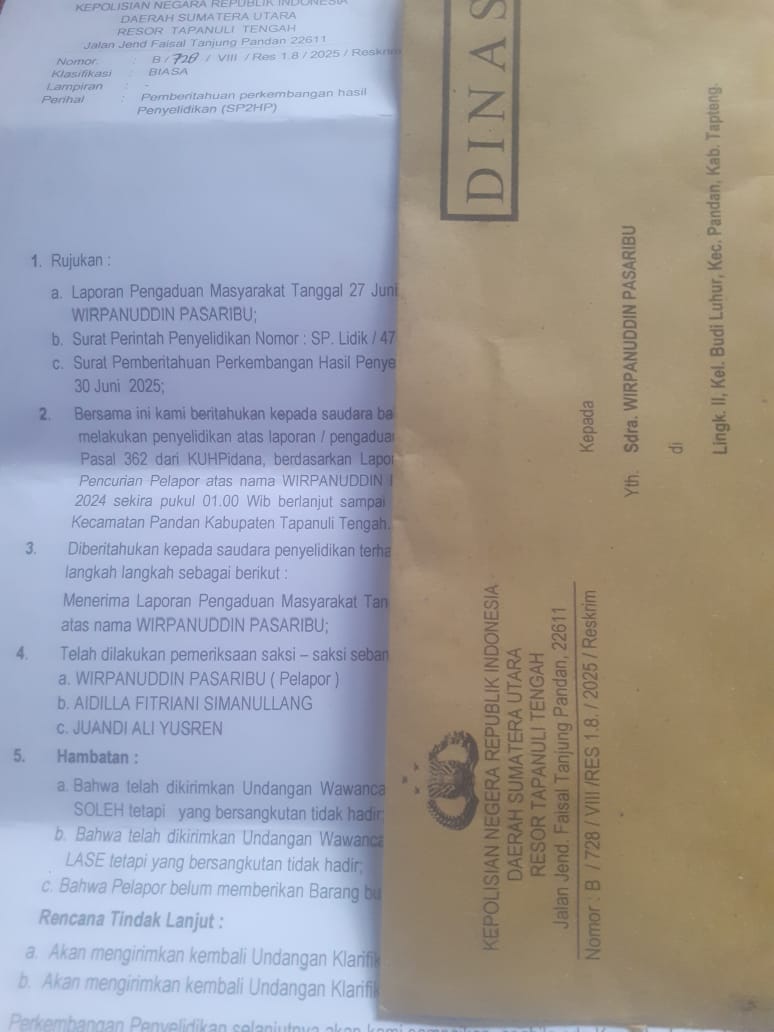 KEPOLISIAN NEGARA REPUBLIK INDONESIA
DAERAH SUMATERA UTARA
RESOR TAPANULI TENGAH
Jalan Jend Faisal Tanjung Pandan 22611
Nomor : B / 728 / VIII / Res 1.8 / 2025 / Reskrim
Klasifikasi : BIASA
Lampiran : -
Perihal : Pemberitahuan perkembangan hasil
Penyelidikan (SP2HP)
1. Rujukan :
a. Laporan Pengaduan Masyarakat Tanggal 27 Juni
WIRPANUDDIN PASARIBU;
b. Surat Perintah Penyelidikan Nomor : SP. Lidik / 47
c. Surat Pemberitahuan Perkembangan Hasil Penye
30 Juni 2025;
2. Bersama ini kami beritahukan kepada saudara ba
melakukan penyelidikan atas laporan / pengadua
Pasal 362 dari KUHPidana, berdasarkan Lapo
Pencurian Pelapor atas nama WIRPANUDDIN
2024 sekira pukul 01.00 Wib berlanjut sampai
Kecamatan Pandan Kabupaten Tapanuli Tengah.
3. Diberitahukan kepada saudara penyelidikan terha
langkah langkah sebagai berikut :
Menerima Laporan Pengaduan Masyarakat Tan
atas nama WIRPANUDDIN PASARIBU;
4. Telah dilakukan pemeriksaan saksi – saksi seban
a. WIRPANUDDIN PASARIBU ( Pelapor )
b. AIDILLA FITRIANI SIMANULLANG
c. JUANDI ALI YUSREN
5. Hambatan :
a. Bahwa telah dikirimkan Undangan Wawanca
SOLEH tetapi yang bersangkutan tidak hadir;
b. Bahwa telah dikirimkan Undangan Wawanca
LASE tetapi yang bersangkutan tidak hadir;
c. Bahwa Pelapor belum memberikan Barang bu
Rencana Tindak Lanjut :
a. Akan mengirimkan kembali Undangan Klarifik
b. Akan mengirimkan kembali Undangan Klarifik
Perkembangan Penyelidikan selanjutnya akan kami
DINAS
KEPOLISIAN NEGERA REPUBLIK INDONESIA
DAERAH SUMATERA UTARA
RESOR TAPANULI TENGAH
Jalan Jend. Faisal Tanjung Pandan, 22611
Nomor : B / 728 / VIII /RES 1.8. / 2025 / Reskrim
Kepada
Yth. Sdra. WIRPANUDDIN PASARIBU
di
Lingk. II, Kel. Budi Luhur, Kec. Pandan, Kab. Tapteng.